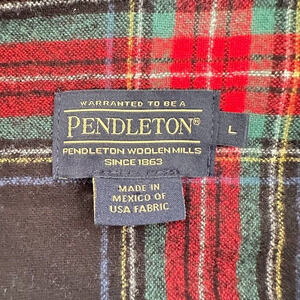 WARRANTED TO BE A
PENDLETON®
L
PENDLETON WOOLEN MILLS
SINCE 1863
MADE IN
MEXICO OF
USA FABRIC